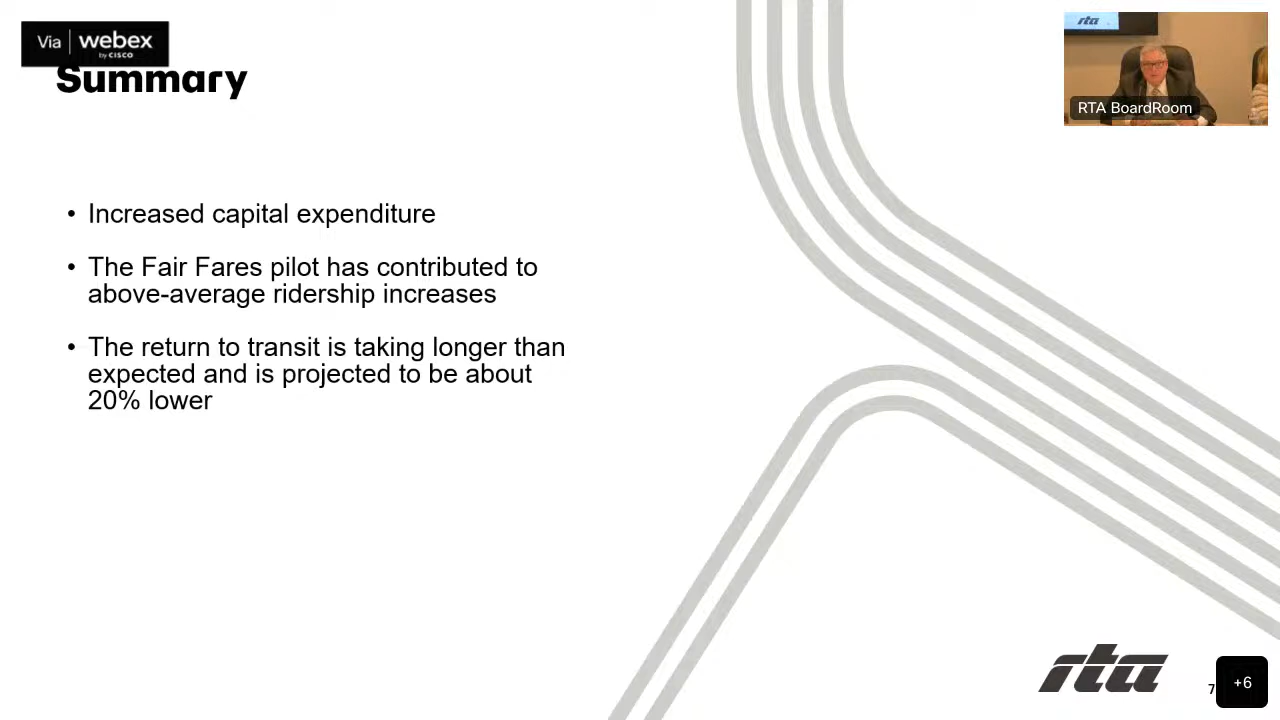 Via webex
by CISCO
Summary
rta
RTA BoardRoom
• Increased capital expenditure
• The Fair Fares pilot has contributed to
above-average ridership increases
• The return to transit is taking longer than
expected and is projected to be about
20% lower
rta
7
+6